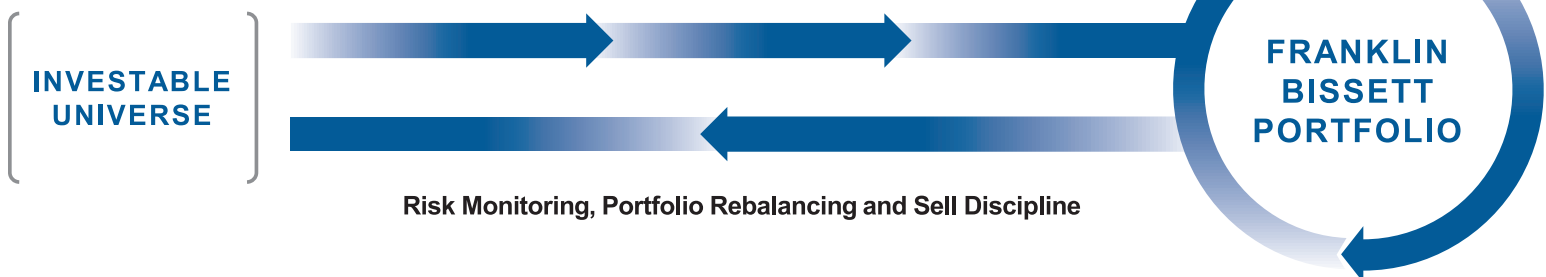 INVESTABLE
UNIVERSE
FRANKLIN
BISSETT
PORTFOLIO
Risk Monitoring, Portfolio Rebalancing and Sell Discipline